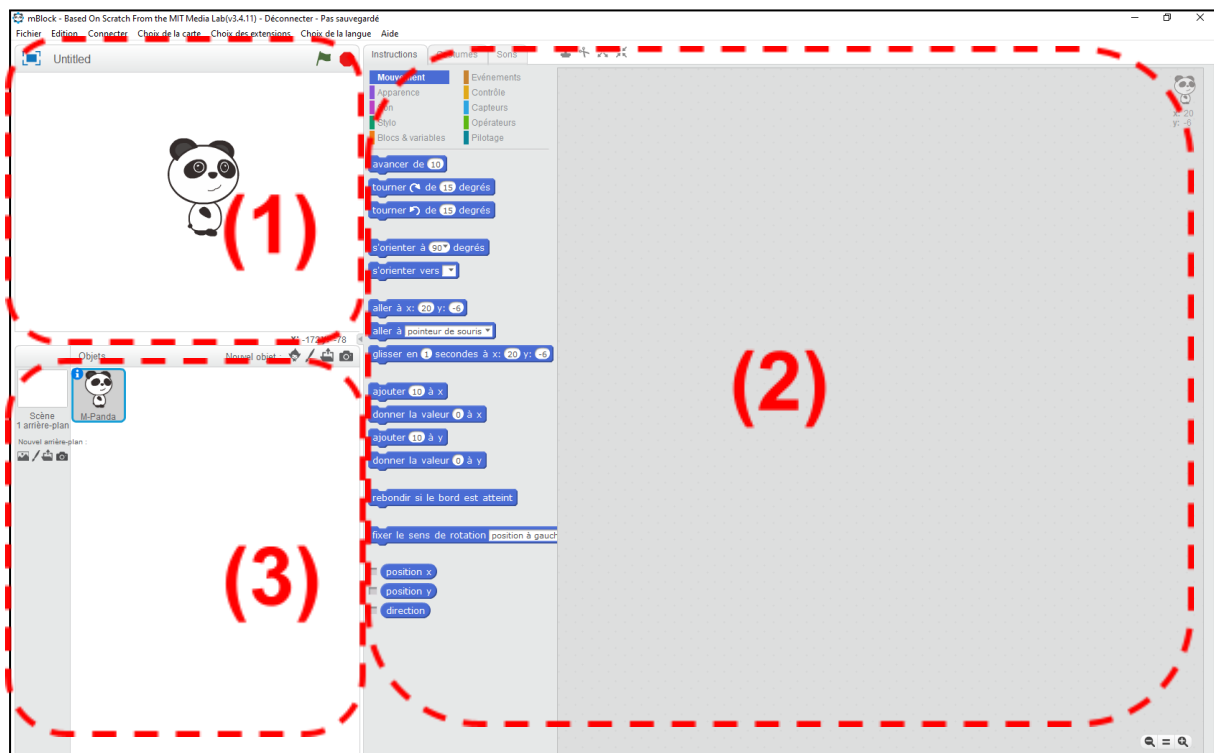 mBlock - Based On Scratch From the MIT Media Lab(v3.4.11) - Déconnecter - Pas sauvegardé
Fichier Edition Connecter Choix de la carte Choix des extensions Choix de la langue Aide
Untitled
(1)
X: -172 -78
Objets Nouvel objet :
Scène
1 arrière-plan
M-Panda
Nouvel arrière-plan :
(3)
Instructions Sons
Mouvement Evénements
Apparence Contrôle
Son Capteurs
Stylo Opérateurs
Blocs & variables Pilotage
avancer de 10
tourner de 15 degrés
tourner de 15 degrés
s'orienter à 90 degrés
s'orienter vers
aller à x: 20 y: -6
aller à pointeur de souris
glisser en 1 secondes à x: 20 y: -6
ajouter 10 à x
donner la valeur 0 à x
ajouter 10 à y
donner la valeur 0 à y
rebondir si le bord est atteint
fixer le sens de rotation position à gauch
position x
position y
direction
(2)
x: 20
y: -6